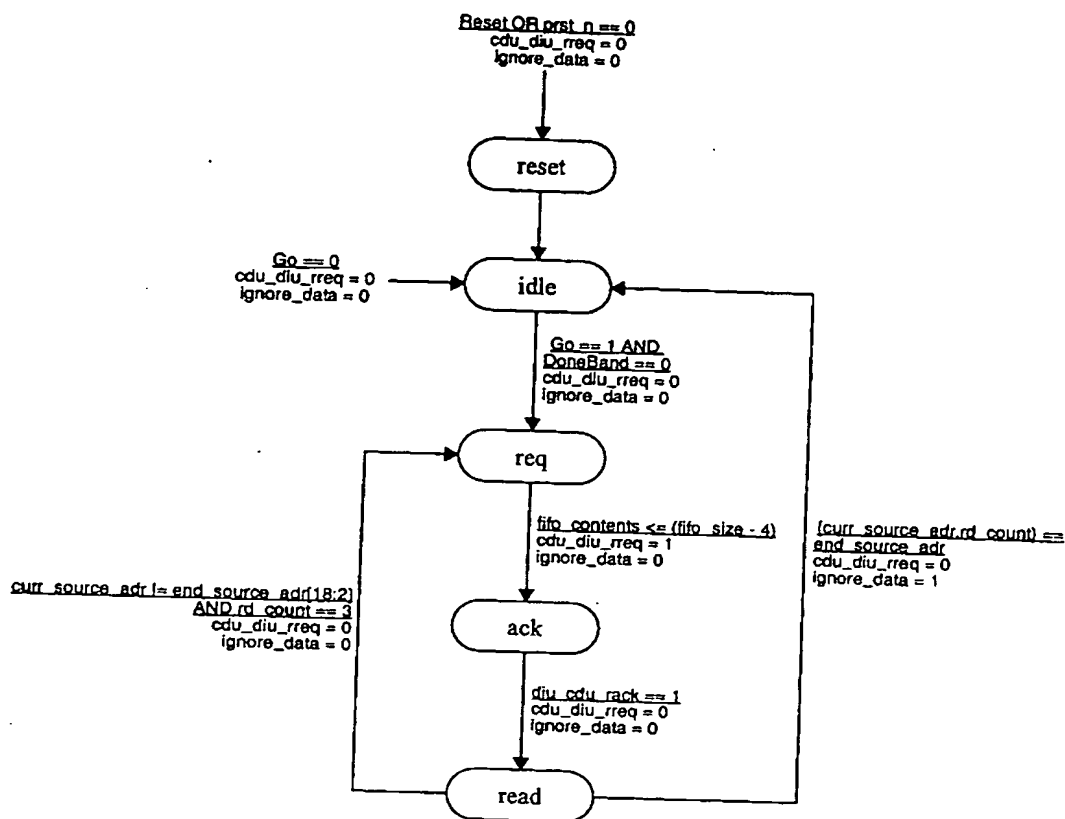 Reset OR prst_n == 0
cdu_diu_rreq = 0
ignore_data = 0
reset
Go == 0
cdu_diu_rreq = 0
ignore_data = 0
idle
Go == 1 AND
DoneBand == 0
cdu_diu_rreq = 0
ignore_data = 0
req
fifo_contents <= (fifo_size - 4)
cdu_diu_rreq = 1
ignore_data = 0
{curr_source_adr,rd_count} ==
end_source_adr
cdu_diu_rreq = 0
ignore_data = 1
curr_source_adr != end_source_adr[18:2]
AND rd_count == 3
cdu_diu_rreq = 0
ignore_data = 0
ack
diu_cdu_rack == 1
cdu_diu_rreq = 0
ignore_data = 0
read